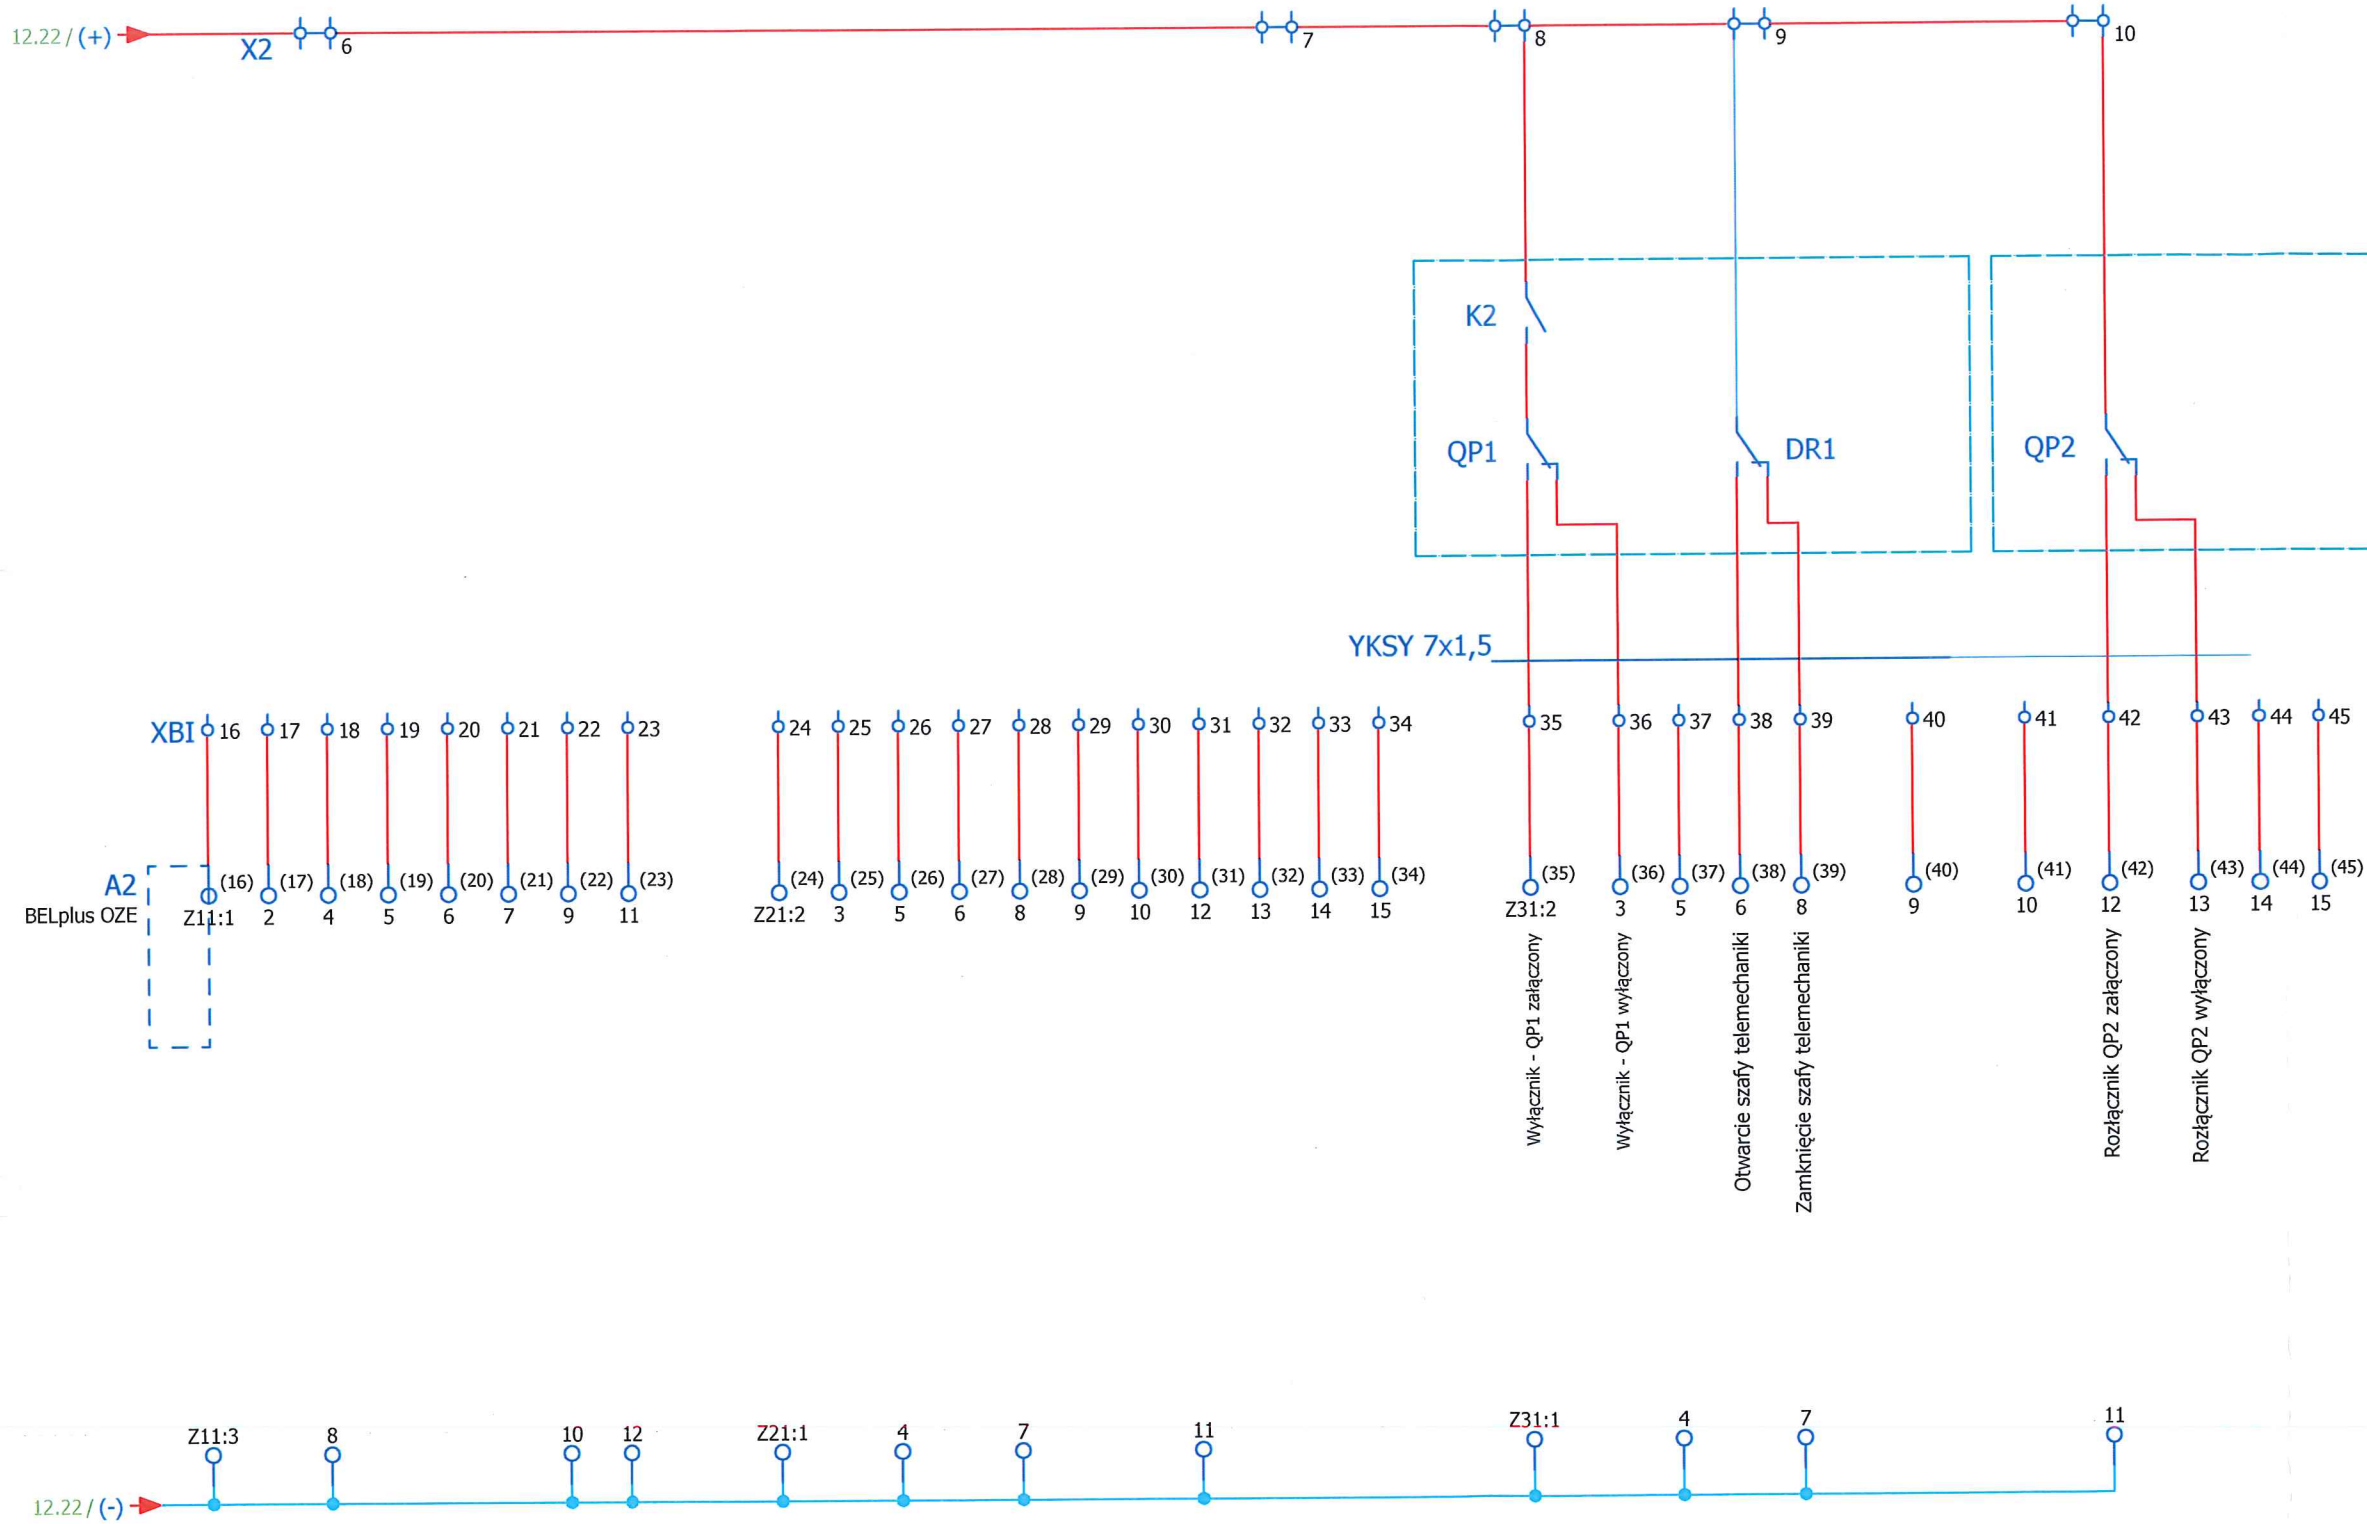 12.22 / (+)
X2
6
7
8
9
10
K2
QP1
DR1
QP2
YKSY 7x1,5
XBI 16 17 18 19 20 21 22 23 24 25 26 27 28 29 30 31 32 33 34 35 36 37 38 39 40 41 42 43 44 45
A2 (16) (17) (18) (19) (20) (21) (22) (23) (24) (25) (26) (27) (28) (29) (30) (31) (32) (33) (34) (35) (36) (37) (38) (39) (40) (41) (42) (43) (44) (45)
BELplus OZE Z11:1 2 4 5 6 7 9 11 Z21:2 3 5 6 8 9 10 12 13 14 15 Z31:2 3 5 6 8 9 10 12 13 14 15
Wyłącznik - QP1 załączony
Wyłącznik - QP1 wyłączony
Otwarcie szafy telemechaniki
Zamknięcie szafy telemechaniki
Rozłącznik QP2 załączony
Rozłącznik QP2 wyłączony
Z11:3 8 10 12 Z21:1 4 7 11 Z31:1 4 7 11
12.22 / (-)